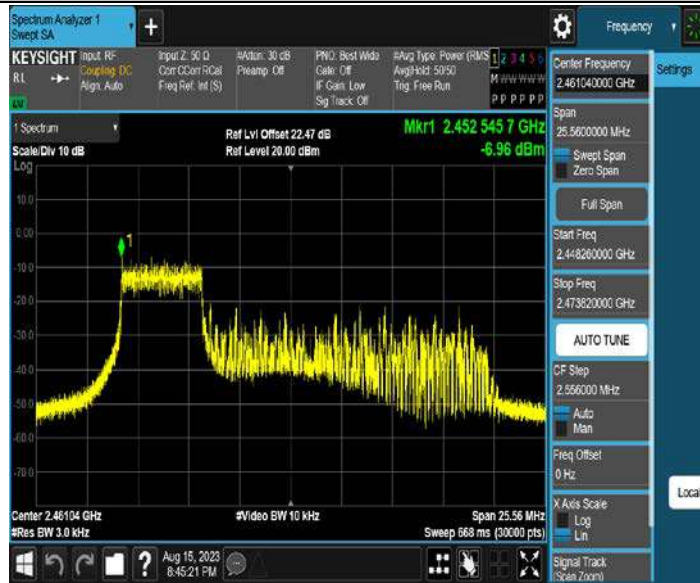 Spectrum Analyzer 1
Swept SA
+
Frequency
KEYSIGHT
Input: RF
Coupling: DC
Align: Auto
Input Z: 50 Ω
Corr CCorr RCal
Freq Ref: Int (S)
#Atten: 30 dB
Preamp: Off
PNO: Best Wide
Gate: Off
IF Gain: Low
Sig Track: Off
#Avg Type: Power (RMS
Avg|Hold: 50/50
Trig: Free Run
1 2 3 4 5 6
M W W W W W
P P P P P P
RL
1 Spectrum
Scale/Div 10 dB
Log
Ref Lvl Offset 22.47 dB
Ref Level 20.00 dBm
Mkr1 2.452 545 7 GHz
-6.96 dBm
1
10.0
0.00
-10.0
-20.0
-30.0
-40.0
-50.0
-60.0
-70.0
Center 2.46104 GHz
#Res BW 3.0 kHz
#Video BW 10 kHz
Span 25.56 MHz
Sweep 668 ms (30000 pts)
Center Frequency
2.461040000 GHz
Settings
Span
25.5600000 MHz
Swept Span
Zero Span
Full Span
Start Freq
2.448260000 GHz
Stop Freq
2.473820000 GHz
AUTO TUNE
CF Step
2.556000 MHz
Auto
Man
Freq Offset
0 Hz
X Axis Scale
Log
Lin
Local
Signal Track
(Span Zoom)
?
Aug 15, 2023
8:45:21 PM